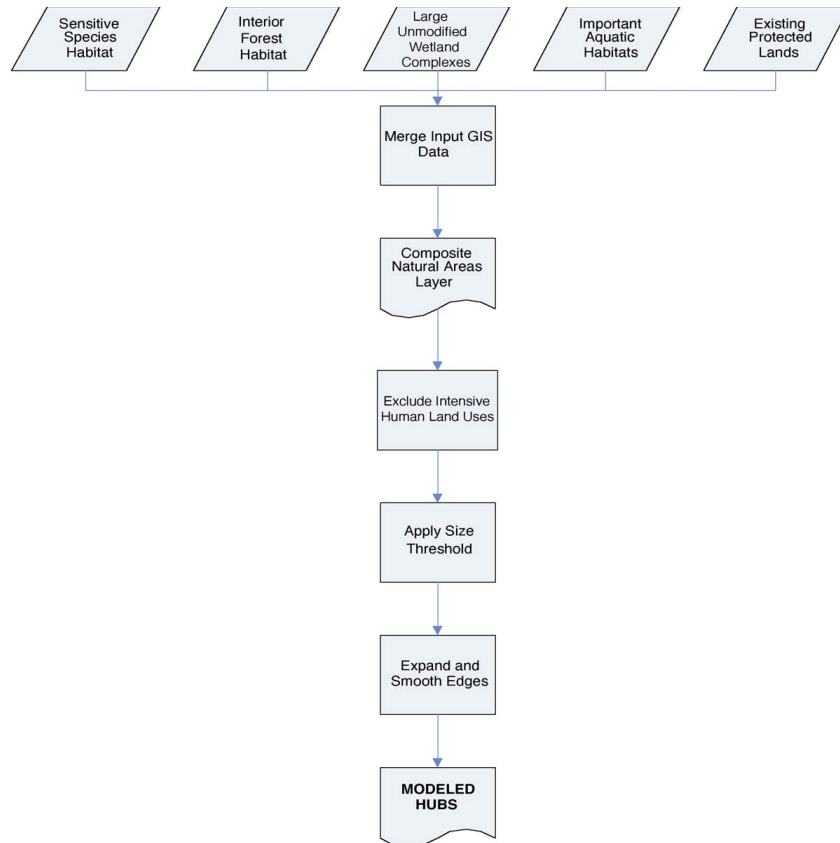 Sensitive
Species
Habitat
Interior
Forest
Habitat
Large
Unmodified
Wetland
Complexes
Important
Aquatic
Habitats
Existing
Protected
Lands
Merge Input GIS
Data
Composite
Natural Areas
Layer
Exclude Intensive
Human Land Uses
Apply Size
Threshold
Expand and
Smooth Edges
MODELED
HUBS